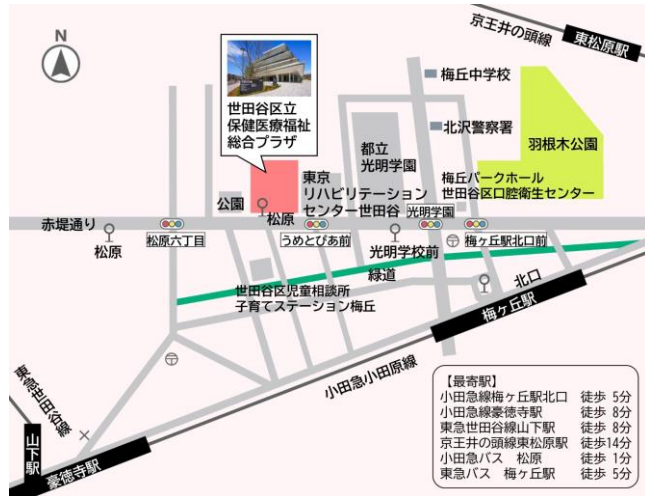 N
京王井の頭線
東松原駅
世田谷区立
保健医療福祉
総合プラザ
梅丘中学校
北沢警察署
羽根木公園
都立
光明学園
梅丘パークホール
世田谷区口腔衛生センター
東京
リハビリテーション
センター世田谷
公園
松原
光明学園
赤堤通り
松原
松原六丁目
うめとぴあ前
光明学校前
梅ヶ丘駅北口前
緑道
北口
世田谷区児童相談所
子育てステーション梅丘
梅ヶ丘駅
小田急小田原線
東急世田谷線
山下駅
豪徳寺駅
【最寄駅】
小田急線梅ヶ丘駅北口 徒歩 5分
小田急線豪徳寺駅 徒歩 8分
東急世田谷線山下駅 徒歩 8分
京王井の頭線東松原駅 徒歩14分
小田急バス 松原 徒歩 1分
東急バス 梅ヶ丘駅 徒歩 5分